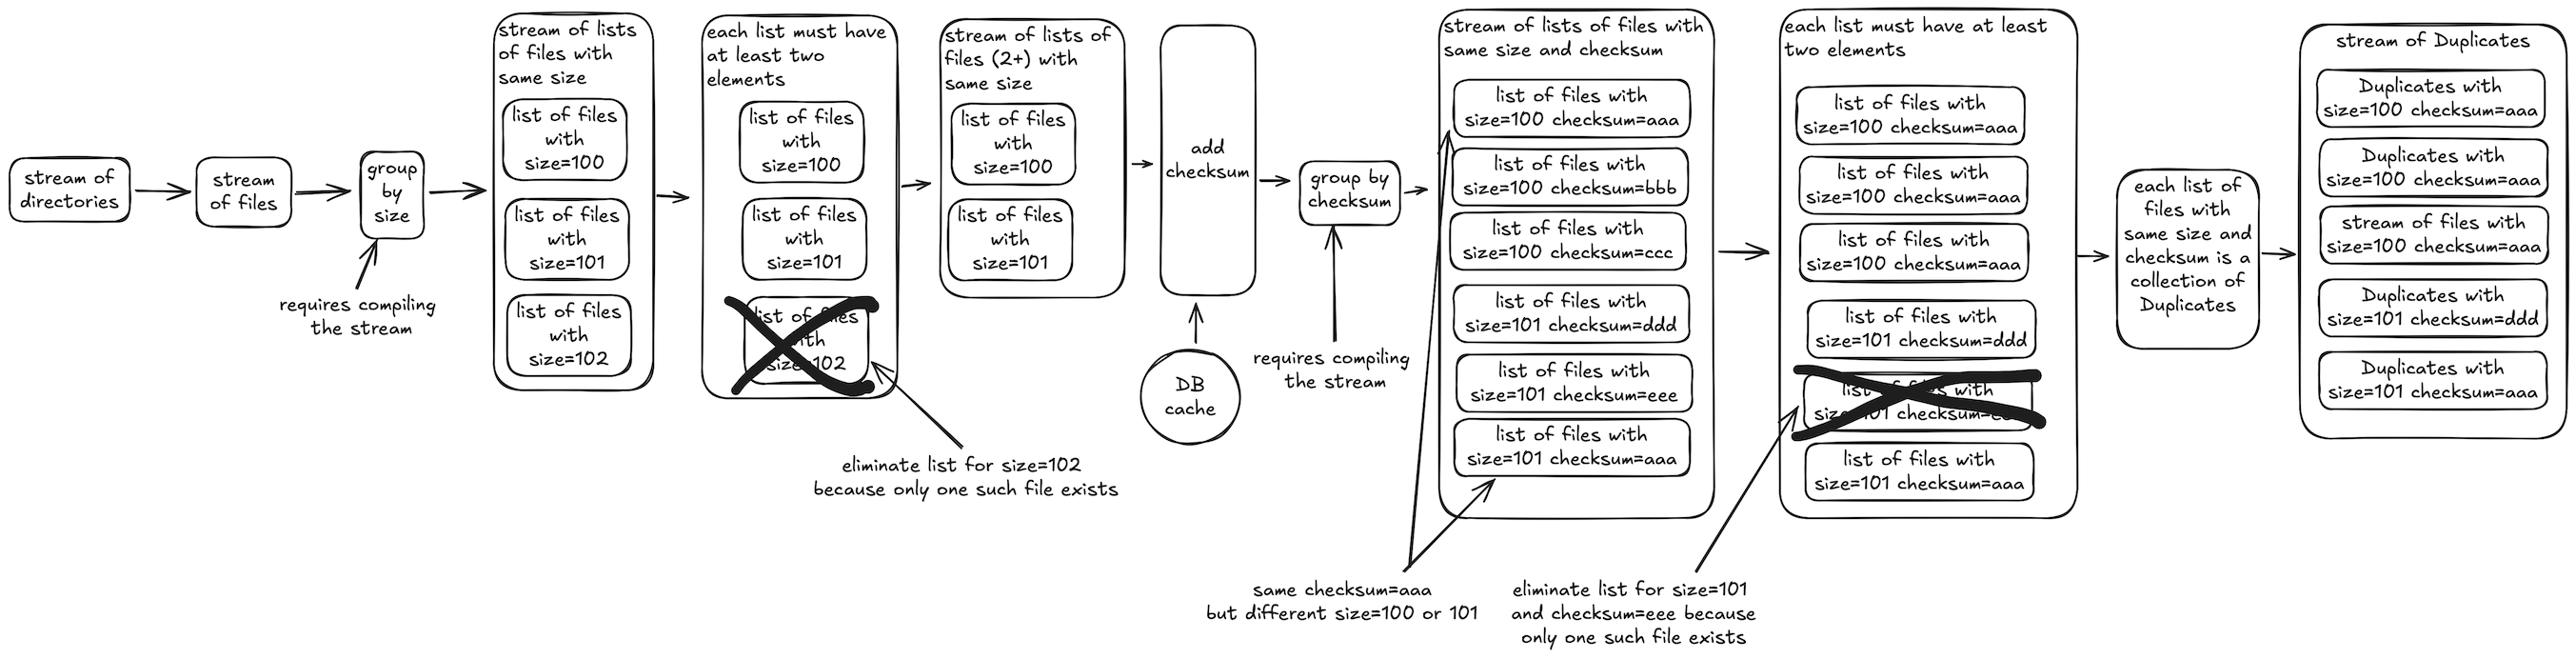 stream of
directories
stream
of files
group
by
size
requires compiling
the stream
stream of lists
of files with
same size
list of files
with
size=100
list of files
with
size=101
list of files
with
size=102
each list must have
at least two
elements
list of files
with
size=100
list of files
with
size=101
list of files
with
size=102
eliminate list for size=102
because only one such file exists
stream of lists of
files (2+) with
same size
list of files
with
size=100
list of files
with
size=101
add
checksum
DB
cache
group by
checksum
requires compiling
the stream
stream of lists of files with
same size and checksum
list of files with
size=100 checksum=aaa
list of files with
size=100 checksum=bbb
list of files with
size=100 checksum=ccc
list of files with
size=101 checksum=ddd
list of files with
size=101 checksum=eee
list of files with
size=101 checksum=aaa
same checksum=aaa
but different size=100 or 101
each list must have at least
two elements
list of files with
size=100 checksum=aaa
list of files with
size=100 checksum=aaa
list of files with
size=100 checksum=aaa
list of files with
size=101 checksum=ddd
list of files with
size=101 checksum=eee
list of files with
size=101 checksum=aaa
eliminate list for size=101
and checksum=eee because
only one such file exists
each list of
files with
same size and
checksum is a
collection of
Duplicates
stream of Duplicates
Duplicates with
size=100 checksum=aaa
Duplicates with
size=100 checksum=aaa
stream of files with
size=100 checksum=aaa
Duplicates with
size=101 checksum=ddd
Duplicates with
size=101 checksum=aaa